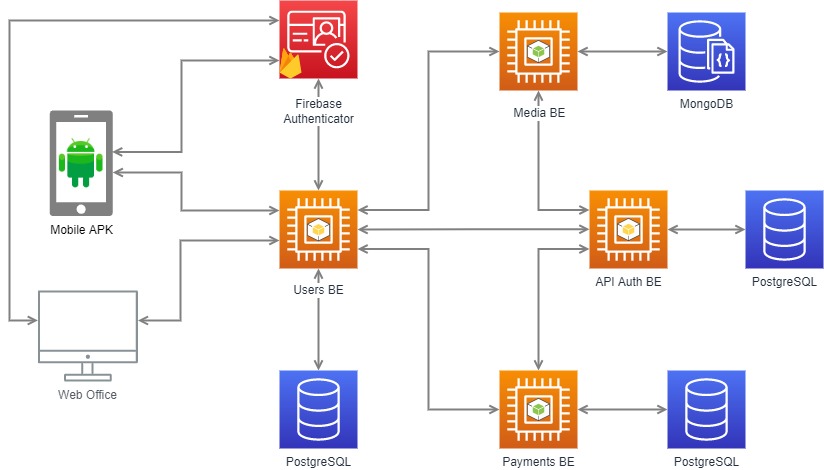 Firebase
Authenticator
Media BE
MongoDB
Mobile APK
Users BE
API Auth BE
PostgreSQL
Web Office
PostgreSQL
Payments BE
PostgreSQL